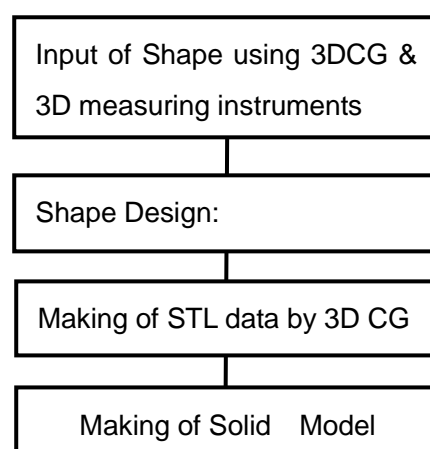 Input of Shape using 3DCG &
3D measuring instruments
Shape Design:
Making of STL data by 3D CG
Making of Solid Model